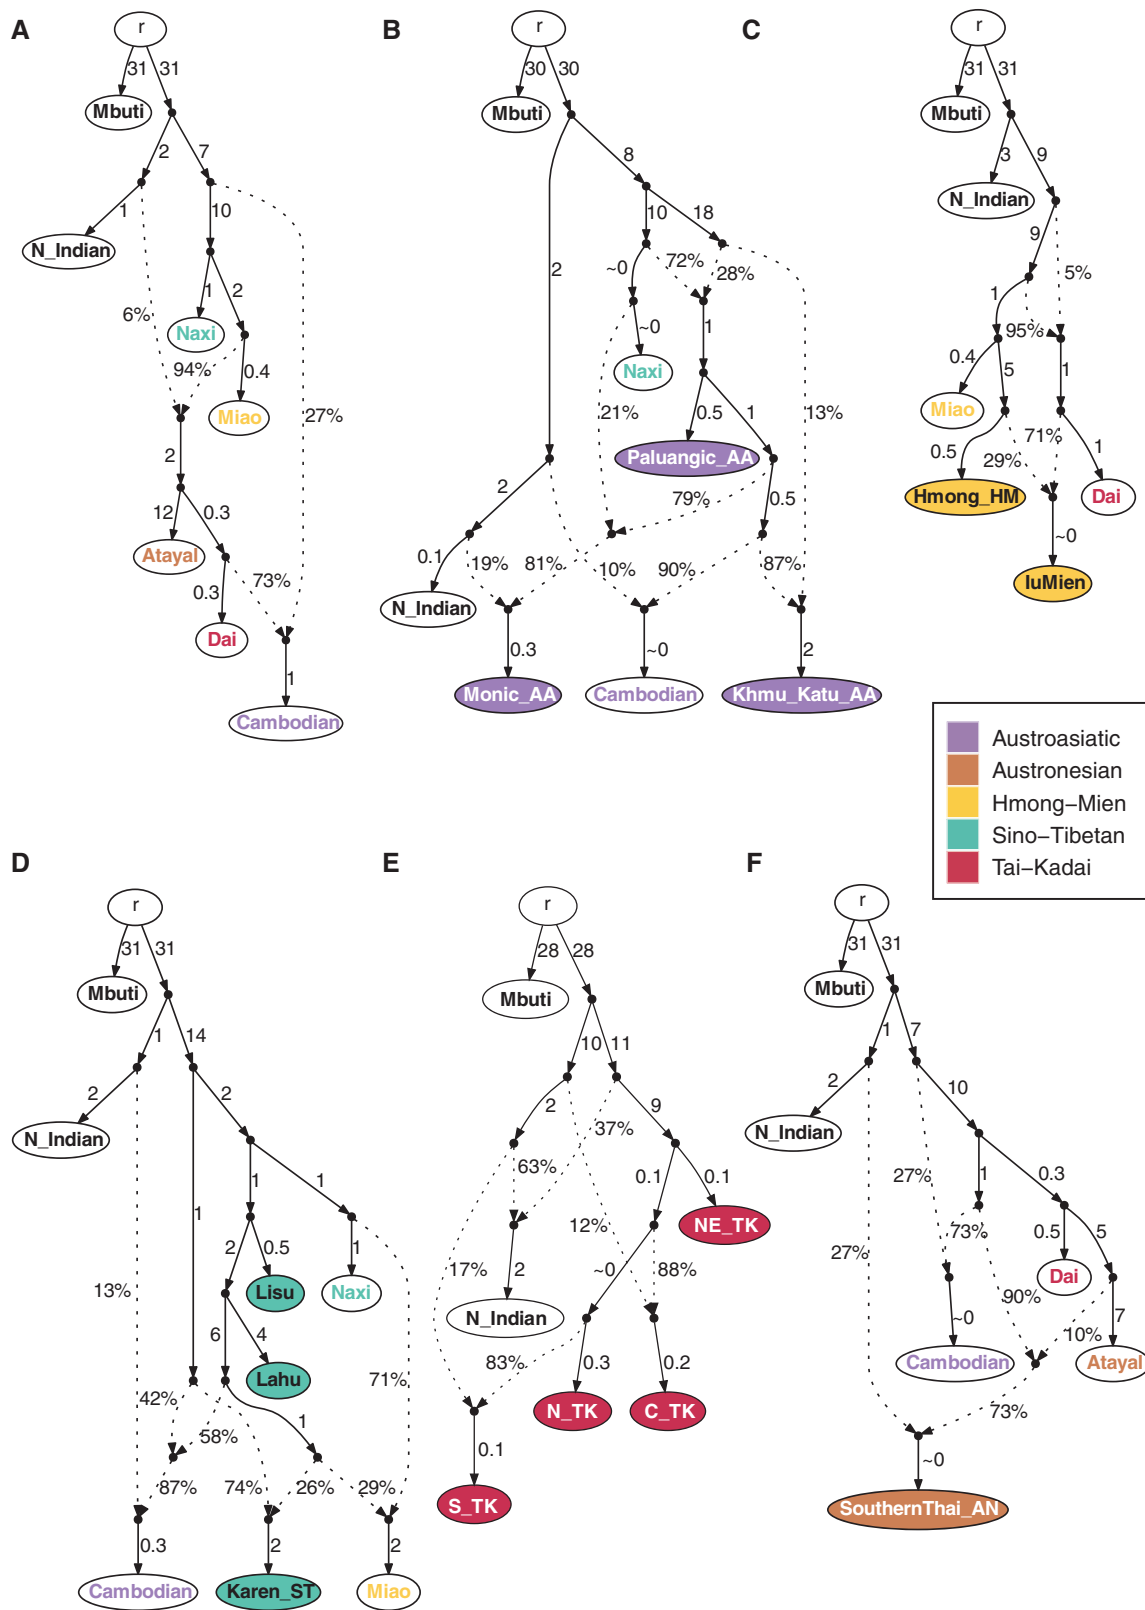 A
r
31
31
Mbuti
2
7
1
10
N_Indian
6%
1
2
Naxi
94%
0.4
Miao
27%
2
12
0.3
Atayal
73%
0.3
Dai
1
Cambodian
B
r
30
30
Mbuti
8
10
18
2
~0
72%
28%
~0
1
Naxi
21%
0.5
1
13%
Paluangic_AA
2
79%
0.5
0.1
19%
81%
10%
90%
87%
N_Indian
0.3
~0
2
Monic_AA
Cambodian
Khmu_Katu_AA
C
r
31
31
Mbuti
3
9
N_Indian
9
5%
1
95%
0.4
5
1
Miao
71%
0.5
29%
1
Hmong_HM
Dai
~0
IuMien
Austroasiatic
Austronesian
Hmong−Mien
Sino−Tibetan
Tai−Kadai
D
r
31
31
Mbuti
1
14
2
2
N_Indian
1
1
1
2
0.5
1
13%
Lisu
Naxi
6
4
Lahu
42%
71%
58%
1
87%
74%
26%
29%
0.3
2
2
Cambodian
Karen_ST
Miao
E
r
28
28
Mbuti
10
11
2
9
37%
63%
0.1
0.1
NE_TK
12%
17%
2
~0
88%
N_Indian
83%
0.3
0.2
N_TK
C_TK
0.1
S_TK
F
r
31
31
Mbuti
1
7
2
10
N_Indian
27%
1
0.3
73%
0.5
5
27%
Dai
~0
90%
10%
7
Cambodian
Atayal
73%
~0
SouthernThai_AN